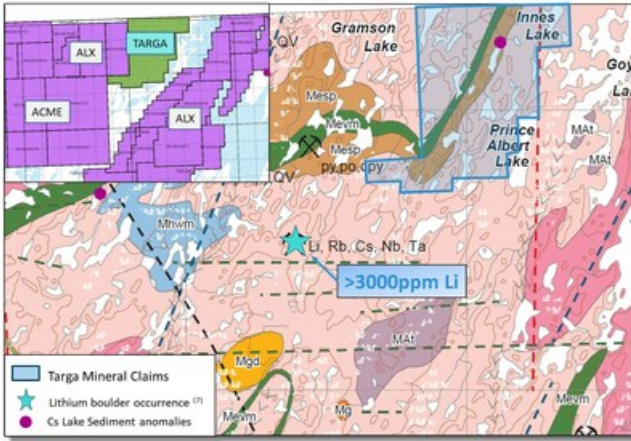 ALX
TARGA
ACME
ALX
Gramson
Lake
Innes
Lake
QV
Mesp
Mevm
Mesp
py,po,cpy
QV
Prince
Albert
Lake
Goy
MAt
Mhwm
Li, Rb, Cs, Nb, Ta
>3000ppm Li
MAt
Mgd
Mg
Mevm
Mevm
Targa Mineral Claims
Lithium boulder occurrence (7)
Cs Lake Sediment anomalies